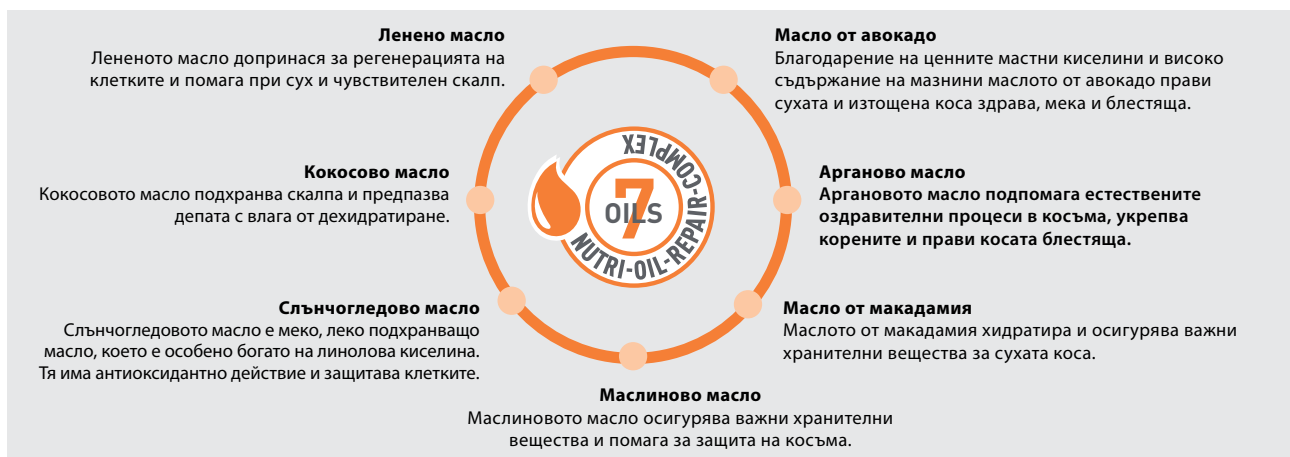 Ленено масло
Лененото масло допринася за регенерацията на
клетките и помага при сух и чувствителен скалп.
Масло от авокадо
Благодарение на ценните мастни киселини и високо
съдържание на мазнини маслото от авокадо прави
сухата и изтощена коса здрава, мека и блестяща.
Кокосово масло
Кокосовото масло подхранва скалпа и предпазва
депата с влага от дехидратиране.
7
OILS
NUTRI-OIL-REPAIR-COMPLEX
Арганово масло
Аргановото масло подпомага естествените
оздравителни процеси в косъма, укрепва
корените и прави косата блестяща.
Слънчогледово масло
Слънчогледовото масло е меко, леко подхранващо
масло, което е особено богато на линолова киселина.
Тя има антиоксидантно действие и защитава клетките.
Масло от макадамия
Маслото от макадамия хидратира и осигурява важни
хранителни вещества за сухата коса.
Маслиново масло
Маслиновото масло осигурява важни хранителни
вещества и помага за защита на косъма.